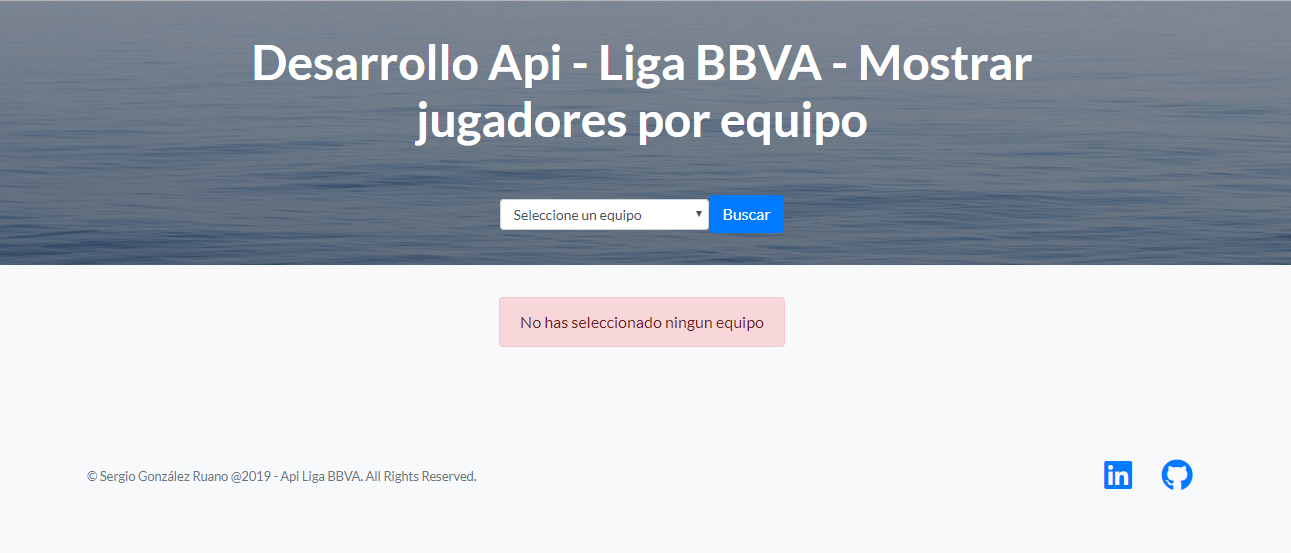 Desarrollo Api - Liga BBVA - Mostrar
jugadores por equipo
Seleccione un equipo
Buscar
No has seleccionado ningun equipo
© Sergio González Ruano @2019 - Api Liga BBVA. All Rights Reserved.
in